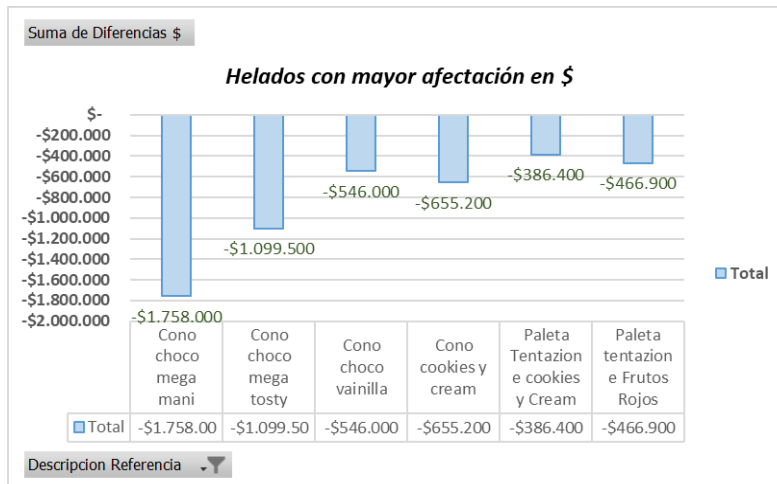 Suma de Diferencias $
Helados con mayor afectación en $
$-
-$200.000
-$400.000
-$600.000
-$800.000
-$1.000.000
-$1.200.000
-$1.400.000
-$1.600.000
-$1.800.000
-$2.000.000
-$1.758.000
-$1.099.500
-$546.000
-$655.200
-$386.400
-$466.900
Total
Cono
choco
mega
mani
Cono
choco
mega
tosty
Cono
choco
vainilla
Cono
cookies y
cream
Paleta
Tentazion
e cookies
y Cream
Paleta
tentazion
e Frutos
Rojos
Total -$1.758.00 -$1.099.50 -$546.000 -$655.200 -$386.400 -$466.900
Descripcion Referencia